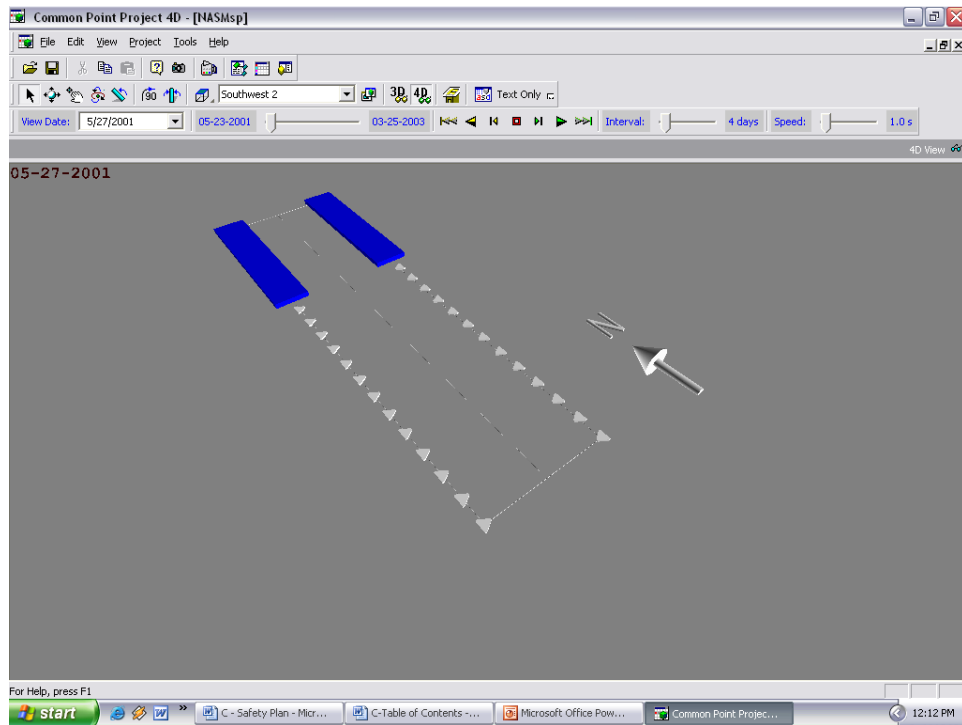 Common Point Project 4D - [NASMsp]
File Edit View Project Tools Help
Southwest 2 3D 4D Text Only
View Date: 5/27/2001 05-23-2001 03-25-2003 Interval: 4 days Speed: 1.0 s
4D View
05-27-2001
N
For Help, press F1
start » C - Safety Plan - Micr... C-Table of Contents -... Microsoft Office Pow... Common Point Projec... 12:12 PM